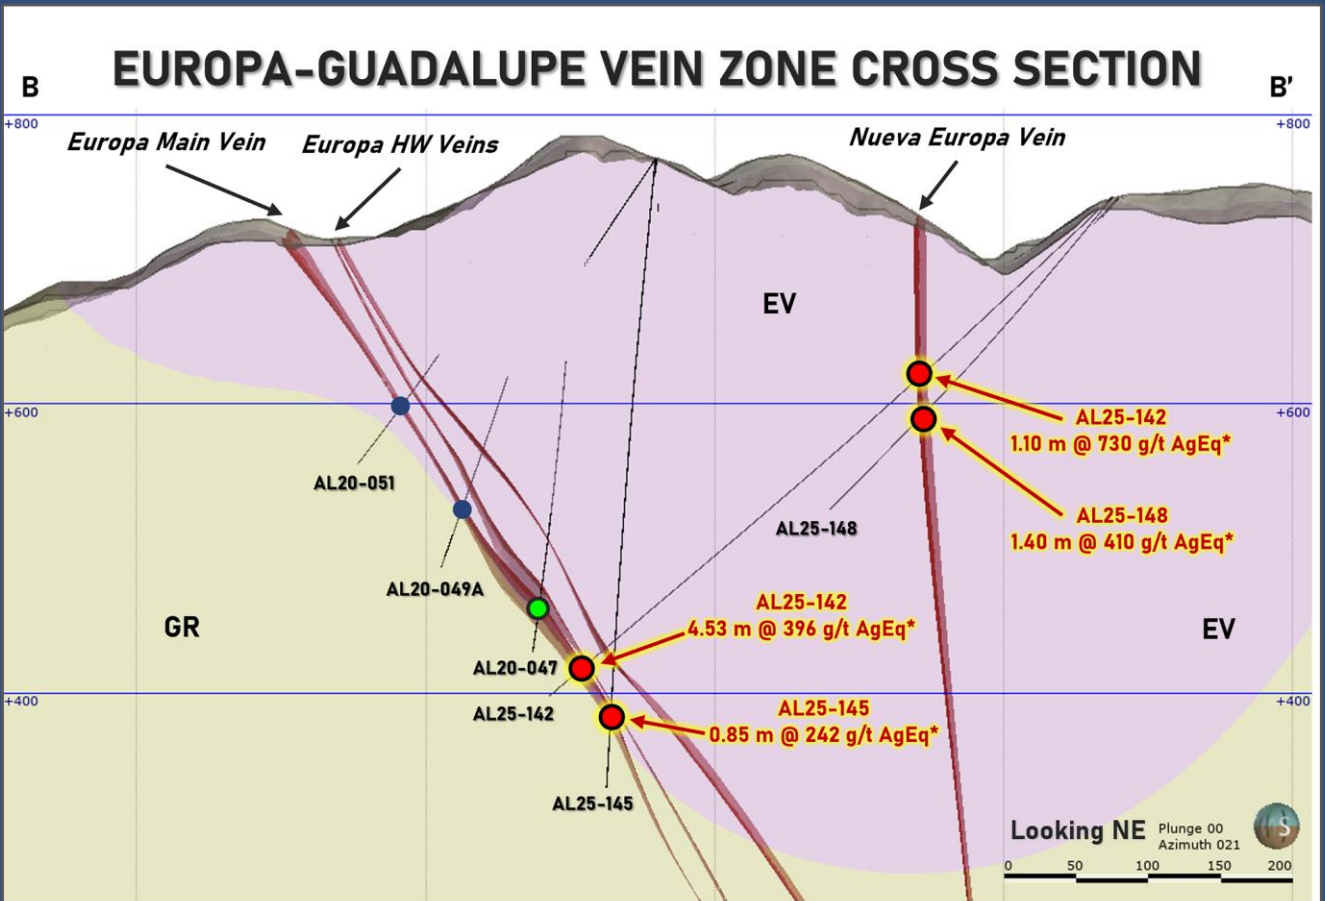 EUROPA-GUADALUPE VEIN ZONE CROSS SECTION
B
B'
+800
+800
Europa Main Vein
Europa HW Veins
Nueva Europa Vein
EV
+600
+600
AL25-142
1.10 m @ 730 g/t AgEq*
AL20-051
AL25-148
AL25-148
1.40 m @ 410 g/t AgEq*
AL20-049A
AL25-142
4.53 m @ 396 g/t AgEq*
GR
EV
AL20-047
+400
+400
AL25-142
AL25-145
0.85 m @ 242 g/t AgEq*
AL25-145
Looking NE
Plunge 00
Azimuth 021
S
0 50 100 150 200